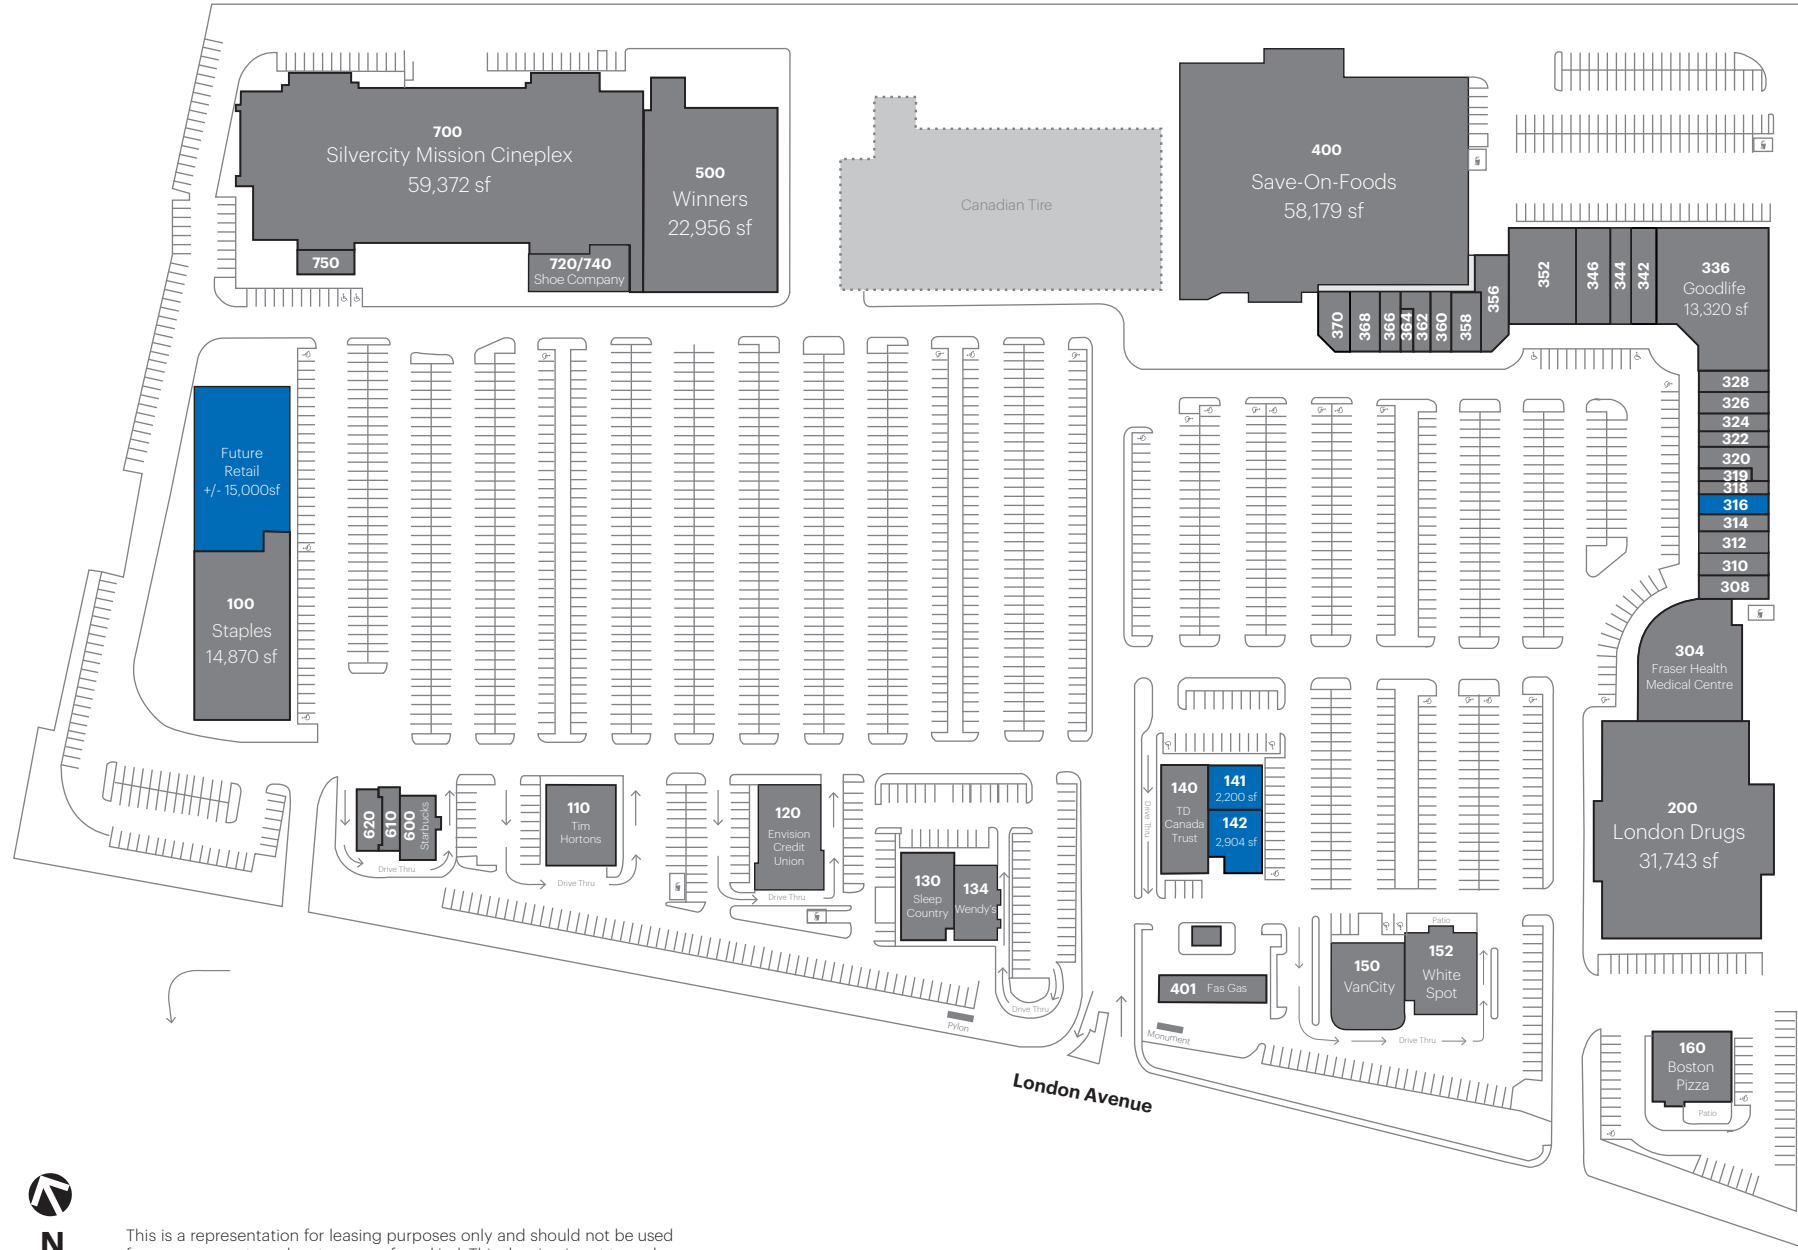 700
Silvercity Mission Cineplex
59,372 sf
500
Winners
22,956 sf
750
720/740
Shoe Company
Canadian Tire
400
Save-On-Foods
58,179 sf
370
368
366
364
362
360
358
356
352
346
344
342
336
Goodlife
13,320 sf
328
326
324
322
320
319
318
316
314
312
310
308
304
Fraser Health
Medical Centre
200
London Drugs
31,743 sf
Future
Retail
+/- 15,000sf
100
Staples
14,870 sf
620
610
600
Starbucks
Drive Thru
110
Tim
Hortons
Drive Thru
120
Envision
Credit
Union
Drive Thru
130
Sleep
Country
134
Wendy's
Drive Thru
Pylon
Drive Thru
140
TD
Canada
Trust
141
2,200 sf
142
2,904 sf
401 Fas Gas
Monument
150
VanCity
Patio
152
White
Spot
Drive Thru
160
Boston
Pizza
Patio
London Avenue
N
This is a representation for leasing purposes only and should not be used